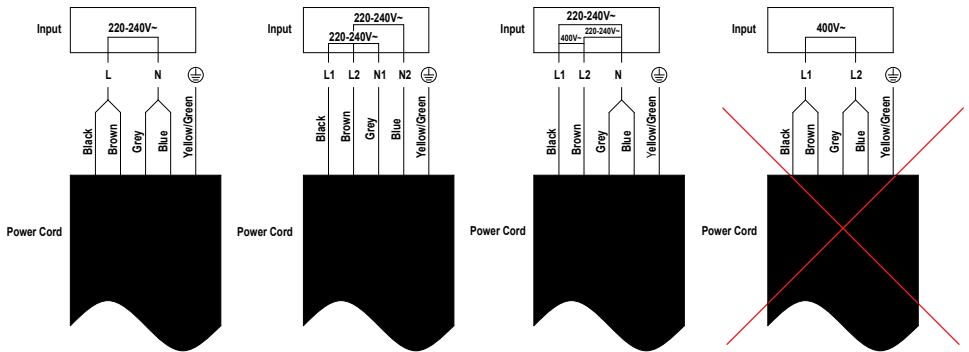 Input
220-240V~
L N
Black Brown Grey Blue Yellow/Green
Power Cord
Input
220-240V~
220-240V~
L1 L2 N1 N2
Black Brown Grey Blue Yellow/Green
Power Cord
Input
220-240V~
400V~ 220-240V~
L1 L2 N
Black Brown Grey Blue Yellow/Green
Power Cord
Input
400V~
L1 L2
Black Brown Grey Blue Yellow/Green
Power Cord